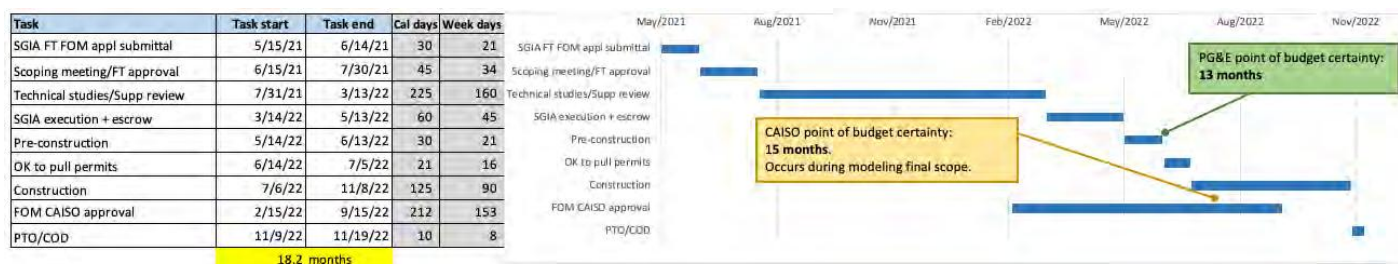 Task Task start Task end Cal days Week days
SGIA FT FOM appl submittal 5/15/21 6/14/21 30 21
Scoping meeting/FT approval 6/15/21 7/30/21 45 34
Technical studies/Supp review 7/31/21 3/13/22 225 160
SGIA execution + escrow 3/14/22 5/13/22 60 45
Pre-construction 5/14/22 6/13/22 30 21
OK to pull permits 6/14/22 7/5/22 21 16
Construction 7/6/22 11/8/22 125 90
FOM CAISO approval 2/15/22 9/15/22 212 153
PTO/COD 11/9/22 11/19/22 10 8
18.2 months
May/2021 Aug/2021 Nov/2021 Feb/2022 May/2022 Aug/2022 Nov/2022
SGIA FT FOM appl submittal
Scoping meeting/FT approval
Technical studies/Supp review
SGIA execution + escrow
Pre-construction
OK to pull permits
Construction
FOM CAISO approval
PTO/COD
PG&E point of budget certainty:
13 months
CAISO point of budget certainty:
15 months.
Occurs during modeling final scope.